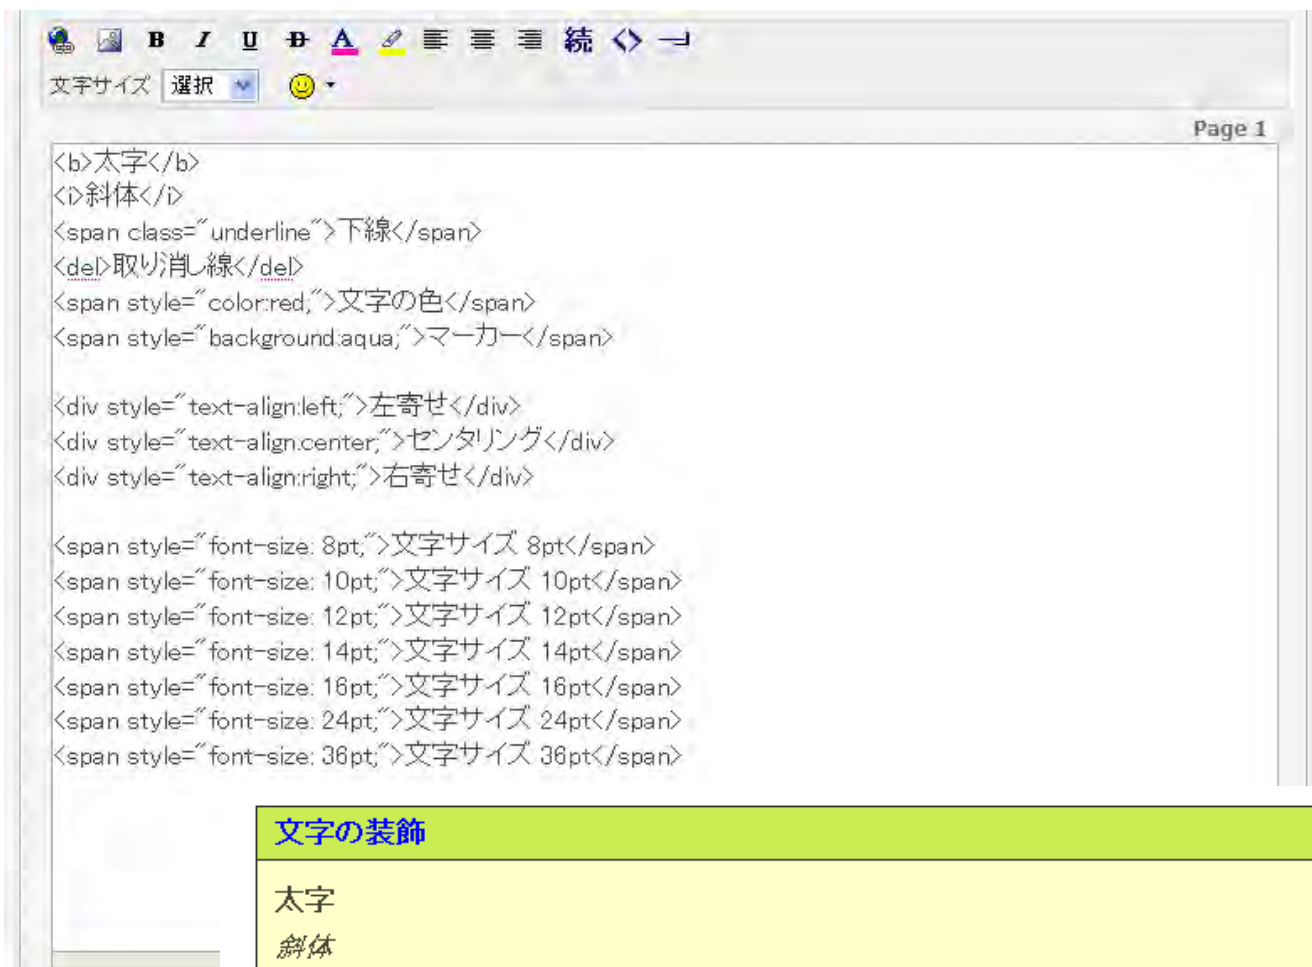 B I U D A 続 <>
文字サイズ 選択
Page 1
<b>太字</b>
<i>斜体</i>
<span class="underline">下線</span>
<del>取り消し線</del>
<span style="color:red;">文字の色</span>
<span style="background:aqua;">マーカー</span>
<div style="text-align:left;">左寄せ</div>
<div style="text-align:center;">センタリング</div>
<div style="text-align:right;">右寄せ</div>
<span style="font-size: 8pt;">文字サイズ 8pt</span>
<span style="font-size: 10pt;">文字サイズ 10pt</span>
<span style="font-size: 12pt;">文字サイズ 12pt</span>
<span style="font-size: 14pt;">文字サイズ 14pt</span>
<span style="font-size: 16pt;">文字サイズ 16pt</span>
<span style="font-size: 24pt;">文字サイズ 24pt</span>
<span style="font-size: 36pt;">文字サイズ 36pt</span>
文字の装飾
太字
斜体